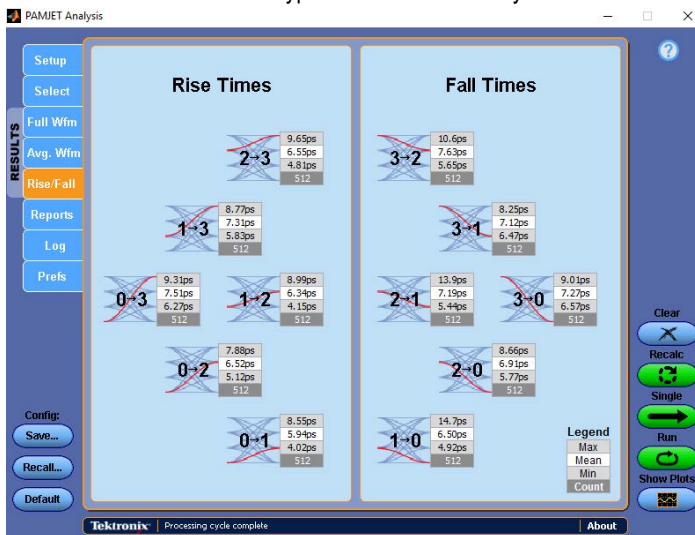 PAMJET Analysis
Setup
Select
Full Wfm
Avg. Wfm
Rise/Fall
Reports
Log
Prefs
RESULTS
Config:
Save...
Recall...
Default
Rise Times
2→3
9.65ps
6.55ps
4.81ps
512
1→3
8.77ps
7.31ps
5.83ps
512
0→3
9.31ps
7.51ps
6.27ps
512
1→2
8.99ps
6.34ps
4.15ps
512
0→2
7.88ps
6.52ps
5.12ps
512
0→1
8.55ps
5.94ps
4.02ps
512
Fall Times
3→2
10.6ps
7.63ps
5.65ps
512
3→1
8.25ps
7.12ps
6.47ps
512
2→1
13.9ps
7.19ps
5.44ps
512
3→0
9.01ps
7.27ps
6.57ps
512
2→0
8.66ps
6.91ps
5.77ps
512
1→0
14.7ps
6.50ps
4.92ps
512
Legend
Max
Mean
Min
Count
?
Clear
Recalc
Single
Run
Show Plots
Tektronix
Processing cycle complete
About